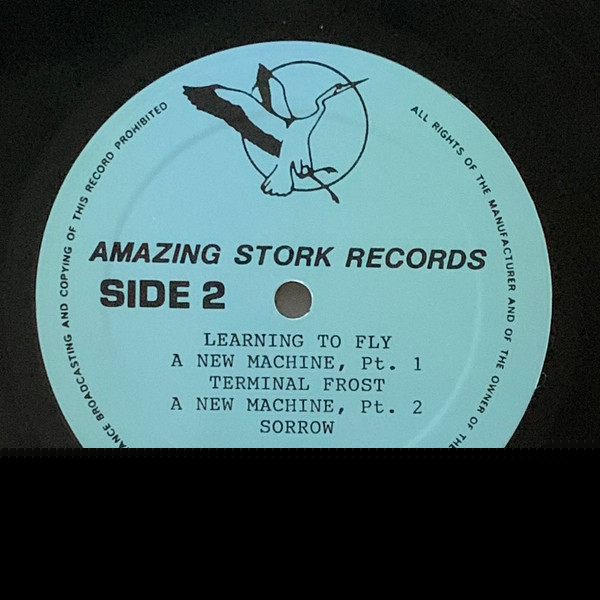 AMAZING STORK RECORDS
SIDE 2
LEARNING TO FLY
A NEW MACHINE, Pt. 1
TERMINAL FROST
A NEW MACHINE, Pt. 2
SORROW
ALL RIGHTS OF THE MANUFACTURER AND OF THE OWNER OF THE
BROADCASTING AND COPYING OF THIS RECORD PROHIBITED